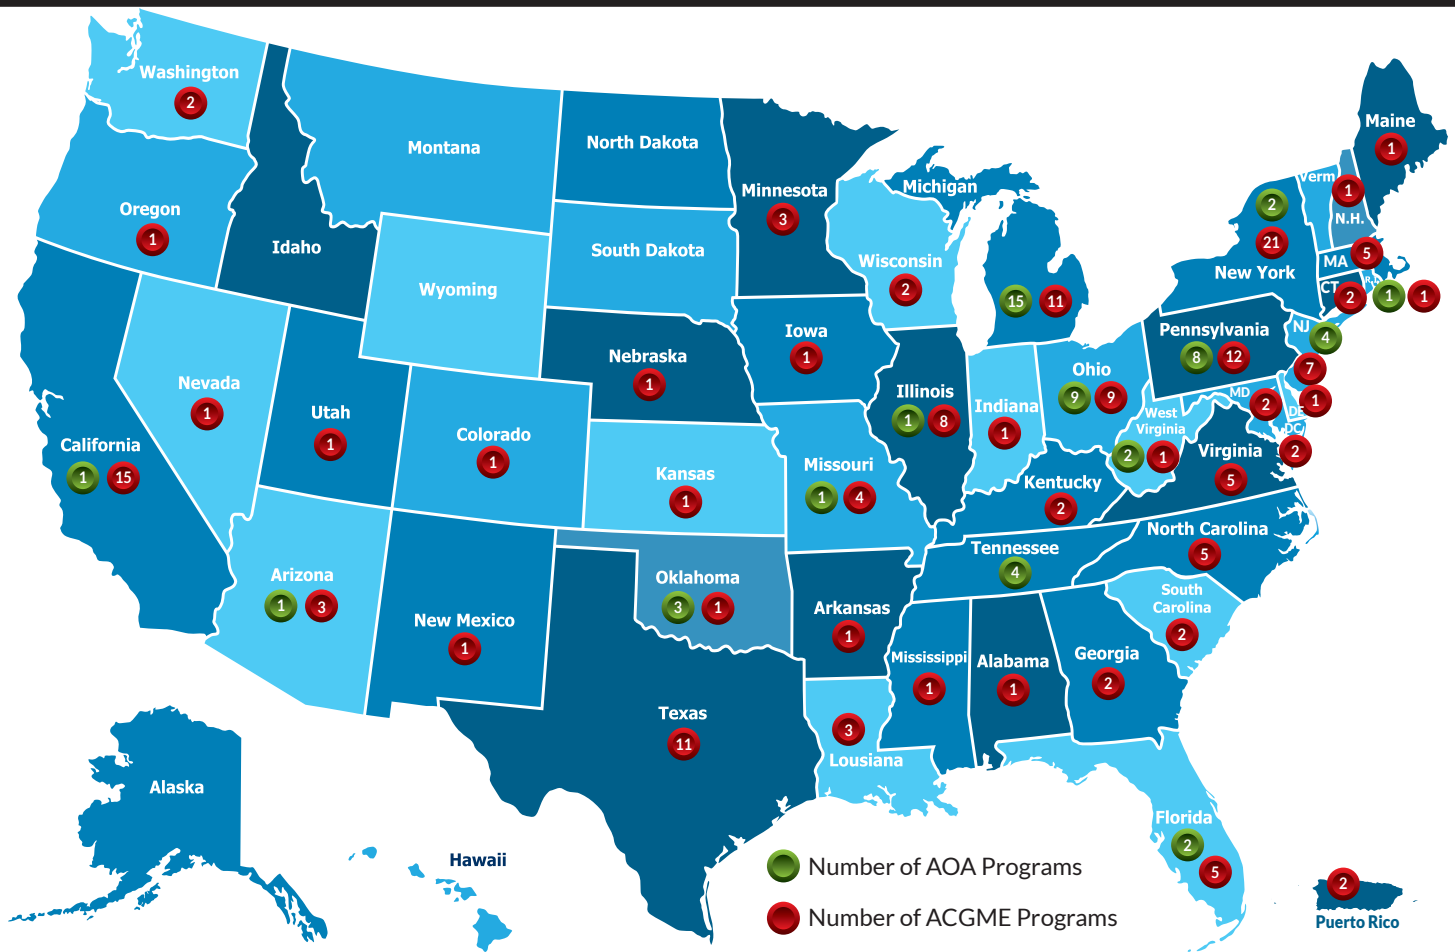 Washington
2
Montana
North Dakota
Minnesota
3
Michigan
15 11
Maine
1
Verm
1
N.H.
2
21
New York
Oregon
1
Idaho
South Dakota
Wisconsin
2
MA 5
CT 2
R.I. 1 1
Wyoming
Iowa
1
Pennsylvania
8 12
NJ 4
7
Nebraska
1
Nevada
1
Utah
1
Colorado
1
Illinois
1 8
Indiana
1
Ohio
9 9
MD 2
DE 1
DC 2
West
Virginia
2 1
Virginia
5
California
1 15
Kansas
1
Missouri
1 4
Kentucky
2
North Carolina
5
Tennessee
4
Arizona
1 3
New Mexico
1
Oklahoma
3 1
Arkansas
1
South
Carolina
2
Mississippi
1
Alabama
1
Georgia
2
Texas
11
3
Lousiana
Alaska
Hawaii
Florida
2
5
2
Puerto Rico
Number of AOA Programs
Number of ACGME Programs